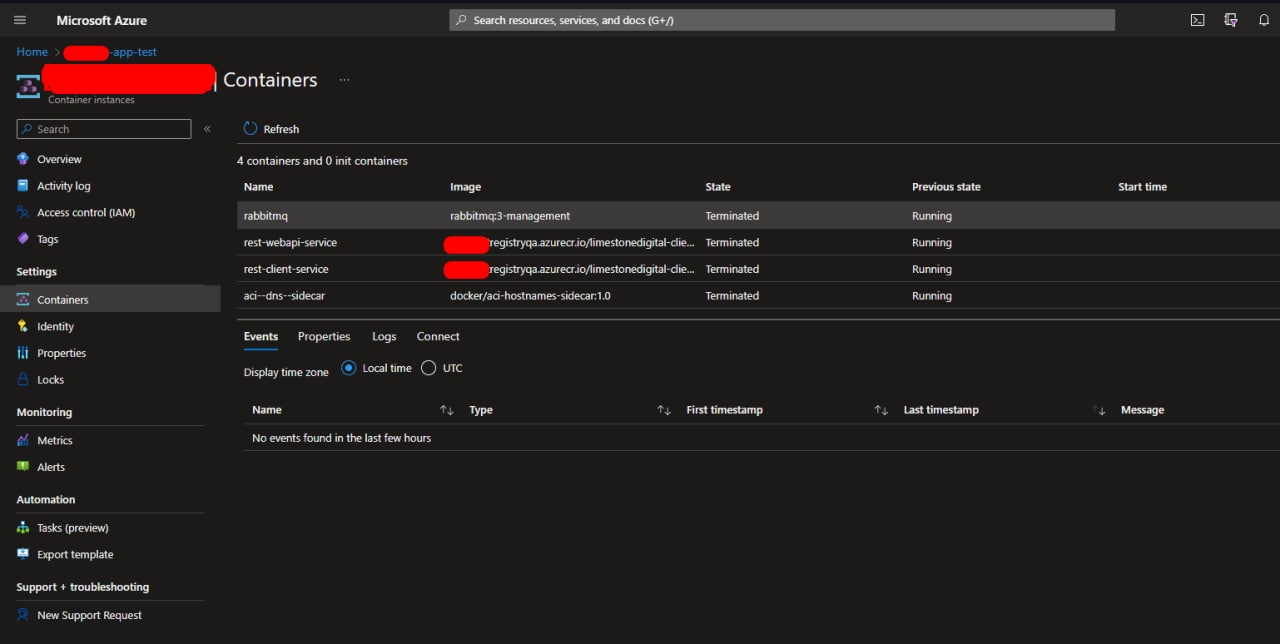 Microsoft Azure
Search resources, services, and docs (G+/)
Home > -app-test
| Containers ...
Container instances
Search «
Refresh
Overview
Activity log
Access control (IAM)
Tags
Settings
Containers
Identity
Properties
Locks
Monitoring
Metrics
Alerts
Automation
Tasks (preview)
Export template
Support + troubleshooting
New Support Request
4 containers and 0 init containers
Name Image State Previous state Start time
rabbitmq rabbitmq:3-management Terminated Running
rest-webapi-service registryqa.azurecr.io/limestonedigital-clie... Terminated Running
rest-client-service registryqa.azurecr.io/limestonedigital-clie... Terminated Running
aci--dns--sidecar docker/aci-hostnames-sidecar:1.0 Terminated Running
Events Properties Logs Connect
Display time zone Local time UTC
Name ↑↓ Type ↑↓ First timestamp ↑↓ Last timestamp ↑↓ Message
No events found in the last few hours